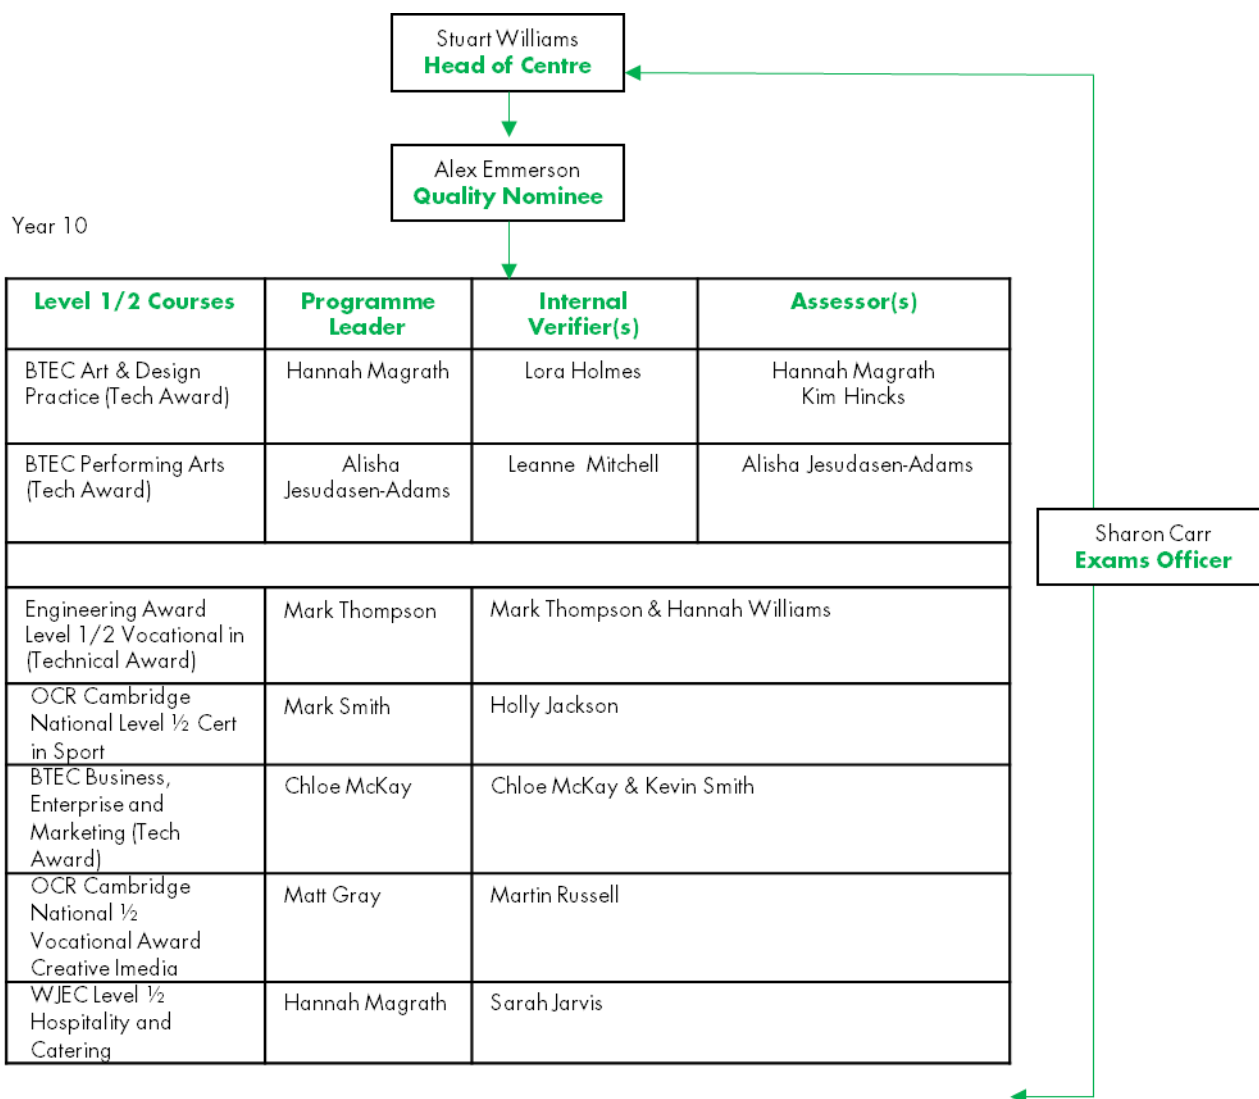 Stuart Williams
Head of Centre
Alex Emmerson
Quality Nominee
Year 10
Level 1/2 Courses
Programme
Leader
Internal
Verifier(s)
Assessor(s)
BTEC Art & Design
Practice (Tech Award)
Hannah Magrath
Lora Holmes
Hannah Magrath
Kim Hincks
BTEC Performing Arts
(Tech Award)
Alisha
Jesudasen-Adams
Leanne Mitchell
Alisha Jesudasen-Adams
Sharon Carr
Exams Officer
Engineering Award
Level 1/2 Vocational in
(Technical Award)
Mark Thompson
Mark Thompson & Hannah Williams
OCR Cambridge
National Level ½ Cert
in Sport
Mark Smith
Holly Jackson
BTEC Business,
Enterprise and
Marketing (Tech
Award)
Chloe McKay
Chloe McKay & Kevin Smith
OCR Cambridge
National ½
Vocational Award
Creative Imedia
Matt Gray
Martin Russell
WJEC Level ½
Hospitality and
Catering
Hannah Magrath
Sarah Jarvis